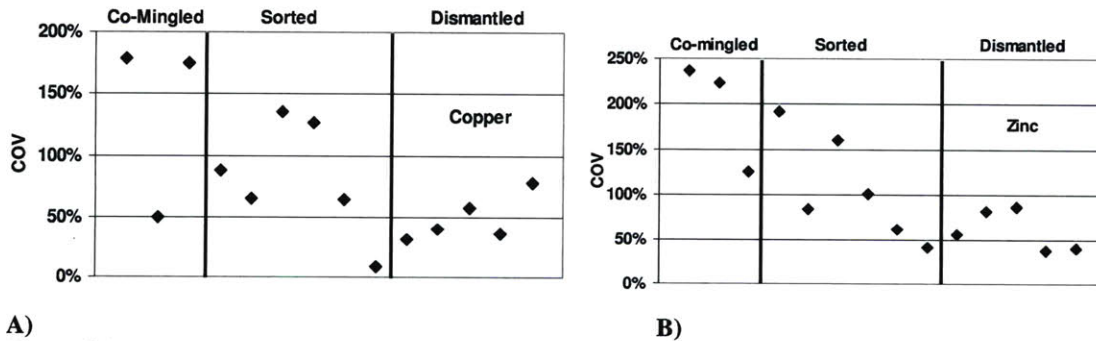 Co-Mingled Sorted Dismantled
200%
150%
100%
50%
0%
COV
Copper
A)
Co-mingled Sorted Dismantled
250%
200%
150%
100%
50%
0%
COV
Zinc
B)